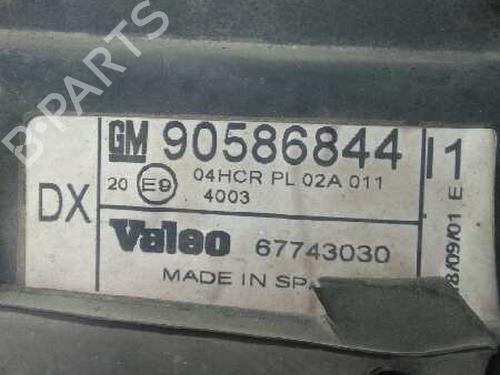 B-PARTS
GM 90586844
I1
20 E9 04HCR PL 02A 011
4003
DX
Valeo 67743030
MADE IN
8/09/01 E